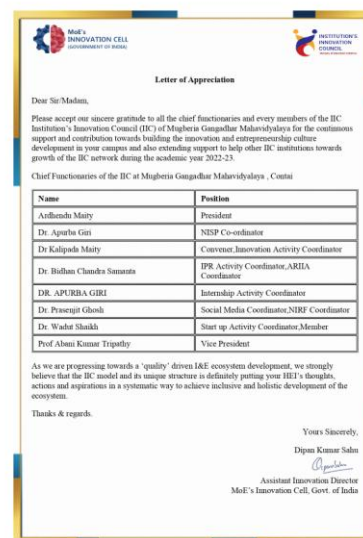 MoE's
INNOVATION CELL
(GOVERNMENT OF INDIA)
INSTITUTION'S
INNOVATION
COUNCIL
Letter of Appreciation
Dear Sir/Madam,
Please accept our sincere gratitude to all the chief functionaries and every members of the IIC
Institution's Innovation Council (IIC) of Mugberia Gangadhar Mahavidyalaya for the continuous
support and contribution towards building the innovation and entrepreneurship culture
development in your campus and also extending support to help other IIC institutions towards
growth of the IIC network during the academic year 2022-23.
Chief Functionaries of the IIC at Mugberia Gangadhar Mahavidyalaya , Contai
Name Position
Ardhendu Maity President
Dr. Apurba Giri NISP Co-ordinator
Dr Kalipada Maity Convener,Innovation Activity Coordinator
Dr. Bidhan Chandra Samanta IPR Activity Coordinator,ARIIA
Coordinator
DR. APURBA GIRI Internship Activity Coordinator
Dr. Prasenjit Ghosh Social Media Coordinator,NIRF Coordinator
Dr. Wadut Shaikh Start up Activity Coordinator,Member
Prof Abani Kumar Tripathy Vice President
As we are progressing towards a 'quality' driven I&E ecosystem development, we strongly
believe that the IIC model and its unique structure is definitely putting your HEI's thoughts,
actions and aspirations in a systematic way to achieve inclusive and holistic development of the
ecosystem.
Thanks & regards.
Yours Sincerely,
Dipan Kumar Sahu
Assistant Innovation Director
MoE's Innovation Cell, Govt. of India